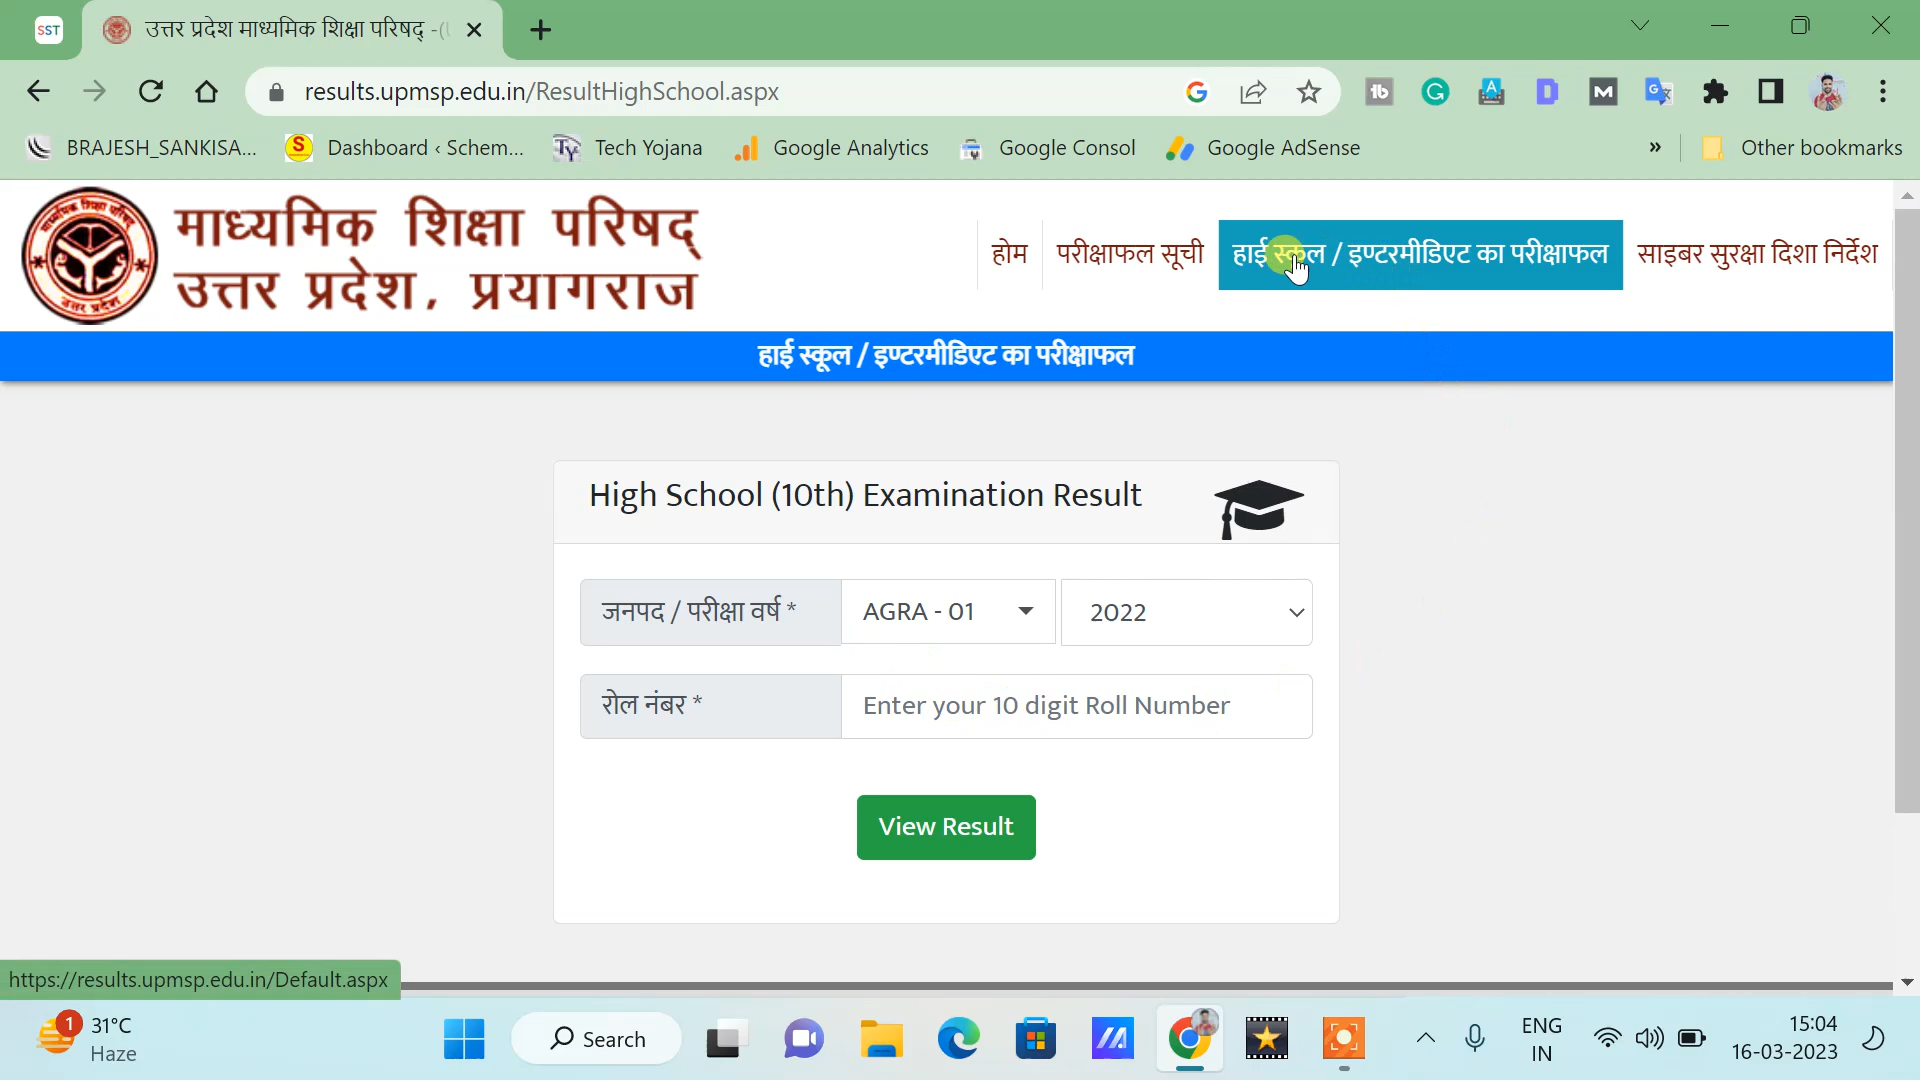 SST
उत्तर प्रदेश माध्यमिक शिक्षा परिषद् -(
results.upmsp.edu.in/ResultHighSchool.aspx
BRAJESH_SANKISA...
Dashboard ‹ Schem...
Tech Yojana
Google Analytics
Google Consol
Google AdSense
»
Other bookmarks
माध्यमिक शिक्षा परिषद्
उत्तर प्रदेश, प्रयागराज
होम
परीक्षाफल सूची
हाई स्कूल / इण्टरमीडिएट का परीक्षाफल
साइबर सुरक्षा दिशा निर्देश
हाई स्कूल / इण्टरमीडिएट का परीक्षाफल
High School (10th) Examination Result
जनपद / परीक्षा वर्ष *
AGRA - 01
2022
रोल नंबर *
Enter your 10 digit Roll Number
View Result
https://results.upmsp.edu.in/Default.aspx
1
31°C
Haze
Search
ENG
IN
15:04
16-03-2023